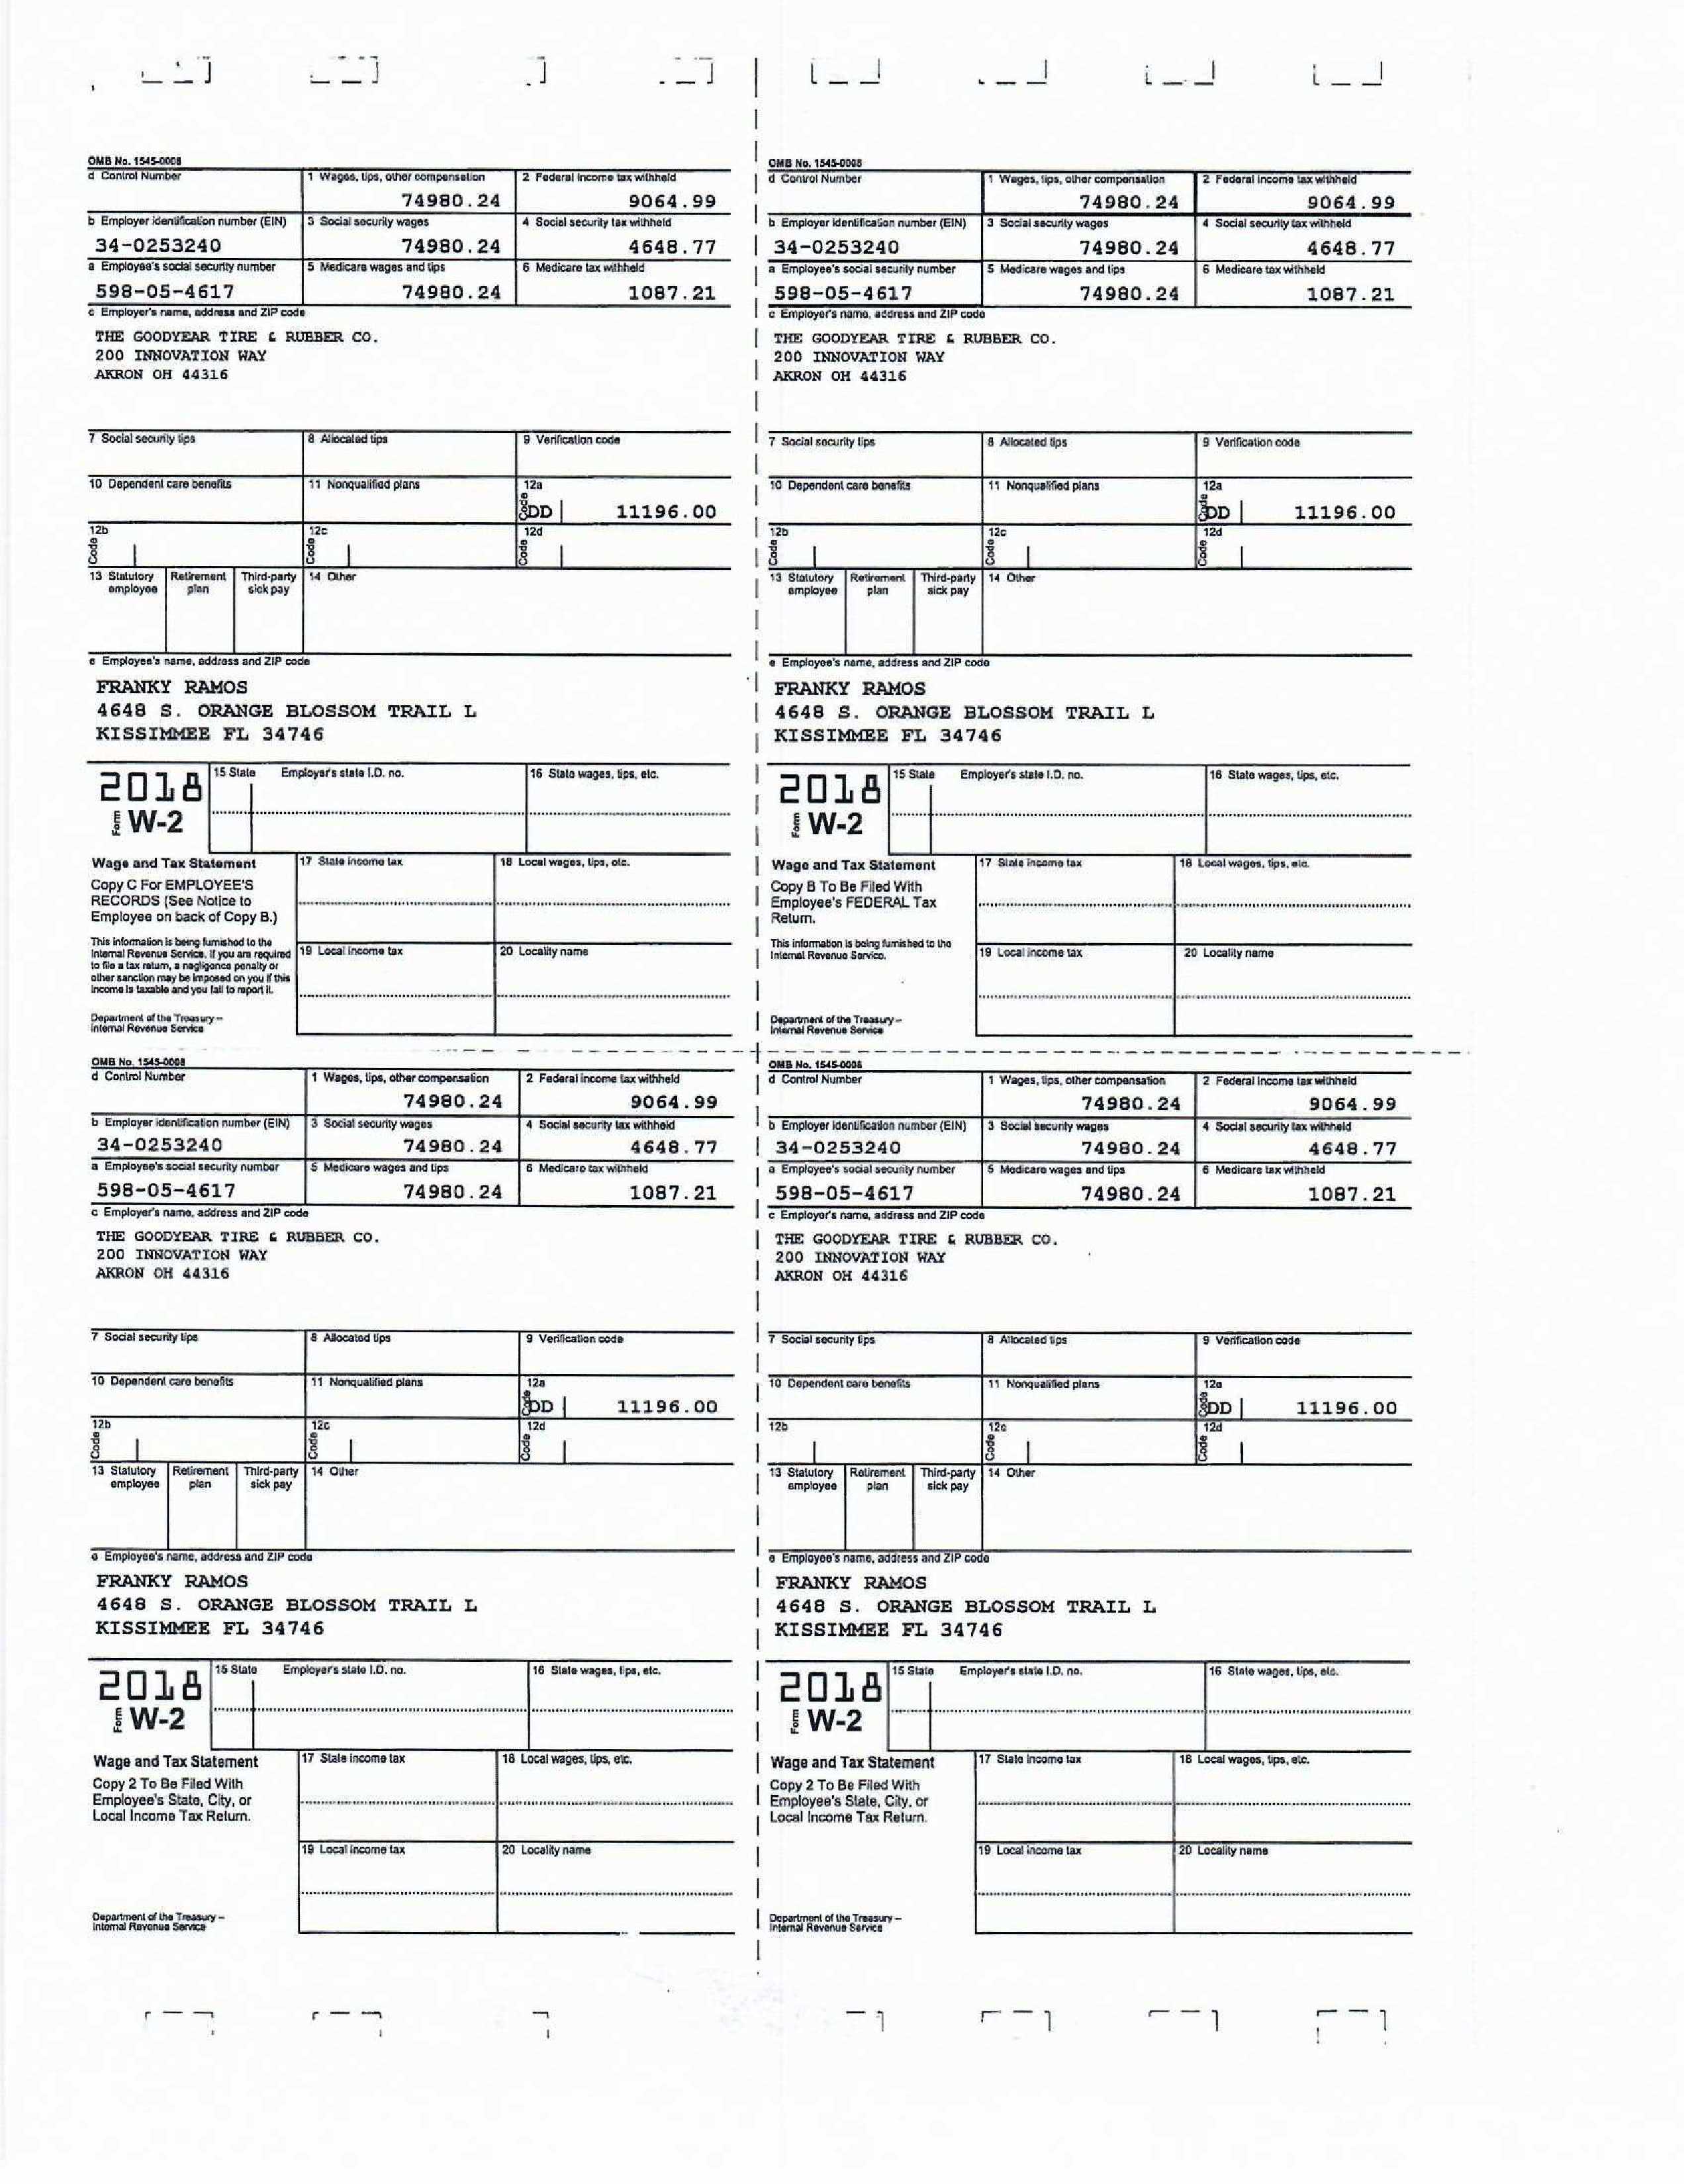 OMB No. 1545-0008
d Control Number
1 Wages, tips, other compensation
74980.24
2 Federal income tax withheld
9064.99
b Employer identification number (EIN)
34-0253240
3 Social security wages
74980.24
4 Social security tax withheld
4648.77
a Employee's social security number
598-05-4617
5 Medicare wages and tips
74980.24
6 Medicare tax withheld
1087.21
c Employer's name, address and ZIP code
THE GOODYEAR TIRE & RUBBER CO.
200 INNOVATION WAY
AKRON OH 44316
7 Social security tips
8 Allocated tips
9 Verification code
10 Dependent care benefits
11 Nonqualified plans
12a
Code DD 11196.00
12b
Code
12c
Code
12d
Code
13 Statutory employee
Retirement plan
Third-party sick pay
14 Other
e Employee's name, address and ZIP code
FRANKY RAMOS
4648 S. ORANGE BLOSSOM TRAIL L
KISSIMMEE FL 34746
2018
Form W-2
15 State
Employer's state I.D. no.
16 State wages, tips, etc.
Wage and Tax Statement
17 State income tax
18 Local wages, tips, etc.
Copy C For EMPLOYEE'S
RECORDS (See Notice to
Employee on back of Copy B.)
This information is being furnished to the
Internal Revenue Service. If you are required
to file a tax return, a negligence penalty or
other sanction may be imposed on you if this
income is taxable and you fail to report it.
19 Local income tax
20 Locality name
Department of the Treasury –
Internal Revenue Service
OMB No. 1545-0008
d Control Number
1 Wages, tips, other compensation
74980.24
2 Federal income tax withheld
9064.99
b Employer identification number (EIN)
34-0253240
3 Social security wages
74980.24
4 Social security tax withheld
4648.77
a Employee's social security number
598-05-4617
5 Medicare wages and tips
74980.24
6 Medicare tax withheld
1087.21
c Employer's name, address and ZIP code
THE GOODYEAR TIRE & RUBBER CO.
200 INNOVATION WAY
AKRON OH 44316
7 Social security tips
8 Allocated tips
9 Verification code
10 Dependent care benefits
11 Nonqualified plans
12a
Code DD 11196.00
12b
Code
12c
Code
12d
Code
13 Statutory employee
Retirement plan
Third-party sick pay
14 Other
e Employee's name, address and ZIP code
FRANKY RAMOS
4648 S. ORANGE BLOSSOM TRAIL L
KISSIMMEE FL 34746
2018
Form W-2
15 State
Employer's state I.D. no.
16 State wages, tips, etc.
Wage and Tax Statement
17 State income tax
18 Local wages, tips, etc.
Copy B To Be Filed With
Employee's FEDERAL Tax
Return.
This information is being furnished to the
Internal Revenue Service.
19 Local income tax
20 Locality name
Department of the Treasury –
Internal Revenue Service
OMB No. 1545-0008
d Control Number
1 Wages, tips, other compensation
74980.24
2 Federal income tax withheld
9064.99
b Employer identification number (EIN)
34-0253240
3 Social security wages
74980.24
4 Social security tax withheld
4648.77
a Employee's social security number
598-05-4617
5 Medicare wages and tips
74980.24
6 Medicare tax withheld
1087.21
c Employer's name, address and ZIP code
THE GOODYEAR TIRE & RUBBER CO.
200 INNOVATION WAY
AKRON OH 44316
7 Social security tips
8 Allocated tips
9 Verification code
10 Dependent care benefits
11 Nonqualified plans
12a
Code DD 11196.00
12b
Code
12c
Code
12d
Code
13 Statutory employee
Retirement plan
Third-party sick pay
14 Other
e Employee's name, address and ZIP code
FRANKY RAMOS
4648 S. ORANGE BLOSSOM TRAIL L
KISSIMMEE FL 34746
2018
Form W-2
15 State
Employer's state I.D. no.
16 State wages, tips, etc.
Wage and Tax Statement
17 State income tax
18 Local wages, tips, etc.
Copy 2 To Be Filed With
Employee's State, City, or
Local Income Tax Return.
19 Local income tax
20 Locality name
Department of the Treasury –
Internal Revenue Service
OMB No. 1545-0008
d Control Number
1 Wages, tips, other compensation
74980.24
2 Federal income tax withheld
9064.99
b Employer identification number (EIN)
34-0253240
3 Social security wages
74980.24
4 Social security tax withheld
4648.77
a Employee's social security number
598-05-4617
5 Medicare wages and tips
74980.24
6 Medicare tax withheld
1087.21
c Employer's name, address and ZIP code
THE GOODYEAR TIRE & RUBBER CO.
200 INNOVATION WAY
AKRON OH 44316
7 Social security tips
8 Allocated tips
9 Verification code
10 Dependent care benefits
11 Nonqualified plans
12a
Code DD 11196.00
12b
12c
Code
12d
Code
13 Statutory employee
Retirement plan
Third-party sick pay
14 Other
e Employee's name, address and ZIP code
FRANKY RAMOS
4648 S. ORANGE BLOSSOM TRAIL L
KISSIMMEE FL 34746
2018
Form W-2
15 State
Employer's state I.D. no.
16 State wages, tips, etc.
Wage and Tax Statement
17 State income tax
18 Local wages, tips, etc.
Copy 2 To Be Filed With
Employee's State, City, or
Local Income Tax Return.
19 Local income tax
20 Locality name
Department of the Treasury –
Internal Revenue Service